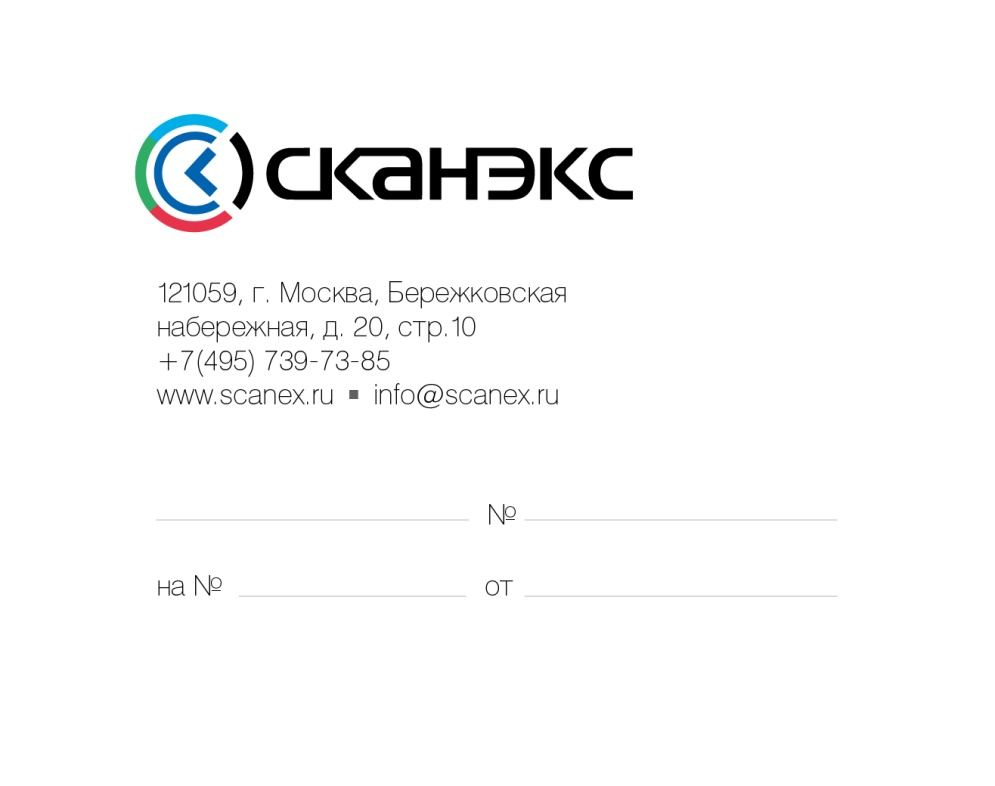 СКАНЭКС
121059, г. Москва, Бережковская
набережная, д. 20, стр.10
+7(495) 739-73-85
www.scanex.ru ▪ info@scanex.ru
№
на № от